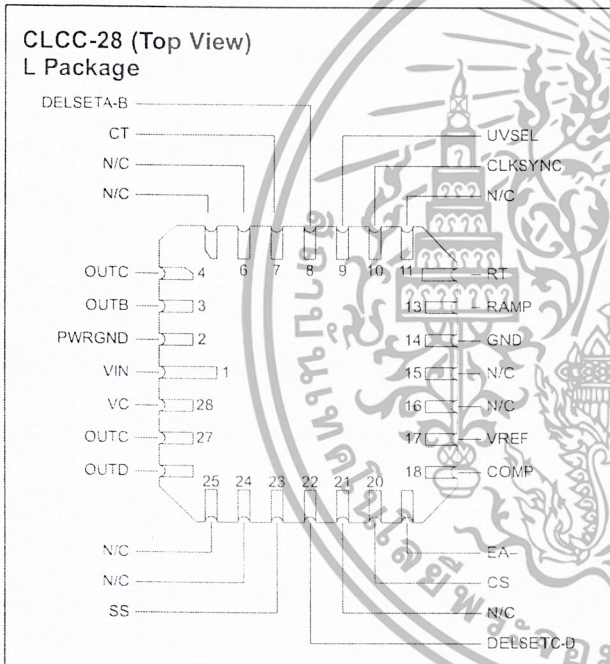 CLCC-28 (Top View)
L Package
DELSETA-B
CT
N/C
N/C
UVSEL
CLKSYNC
N/C
6 7 8 9 10 11
OUTC 4
OUTB 3
PWRGND 2
VIN 1
VC 28
OUTC 27
OUTD
RT
13 RAMP
14 GND
15 N/C
16 N/C
17 VREF
18 COMP
25 24 23 22 21 20
N/C
N/C
SS
EA–
CS
N/C
DELSETC-D